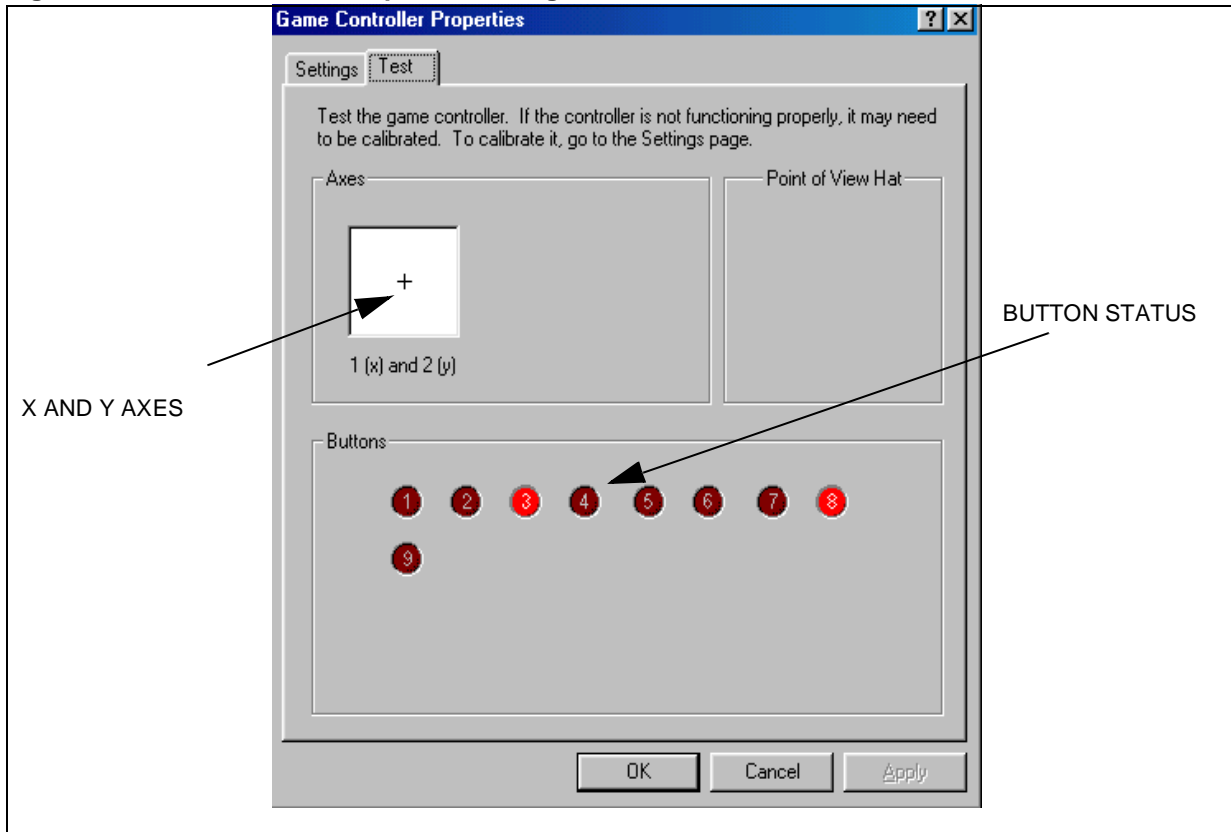 Game Controller Properties
Settings
Test
Test the game controller. If the controller is not functioning properly, it may need
to be calibrated. To calibrate it, go to the Settings page.
Axes
Point of View Hat
+
1 (x) and 2 (y)
X AND Y AXES
BUTTON STATUS
Buttons
1 2 3 4 5 6 7 8
9
OK
Cancel
Apply